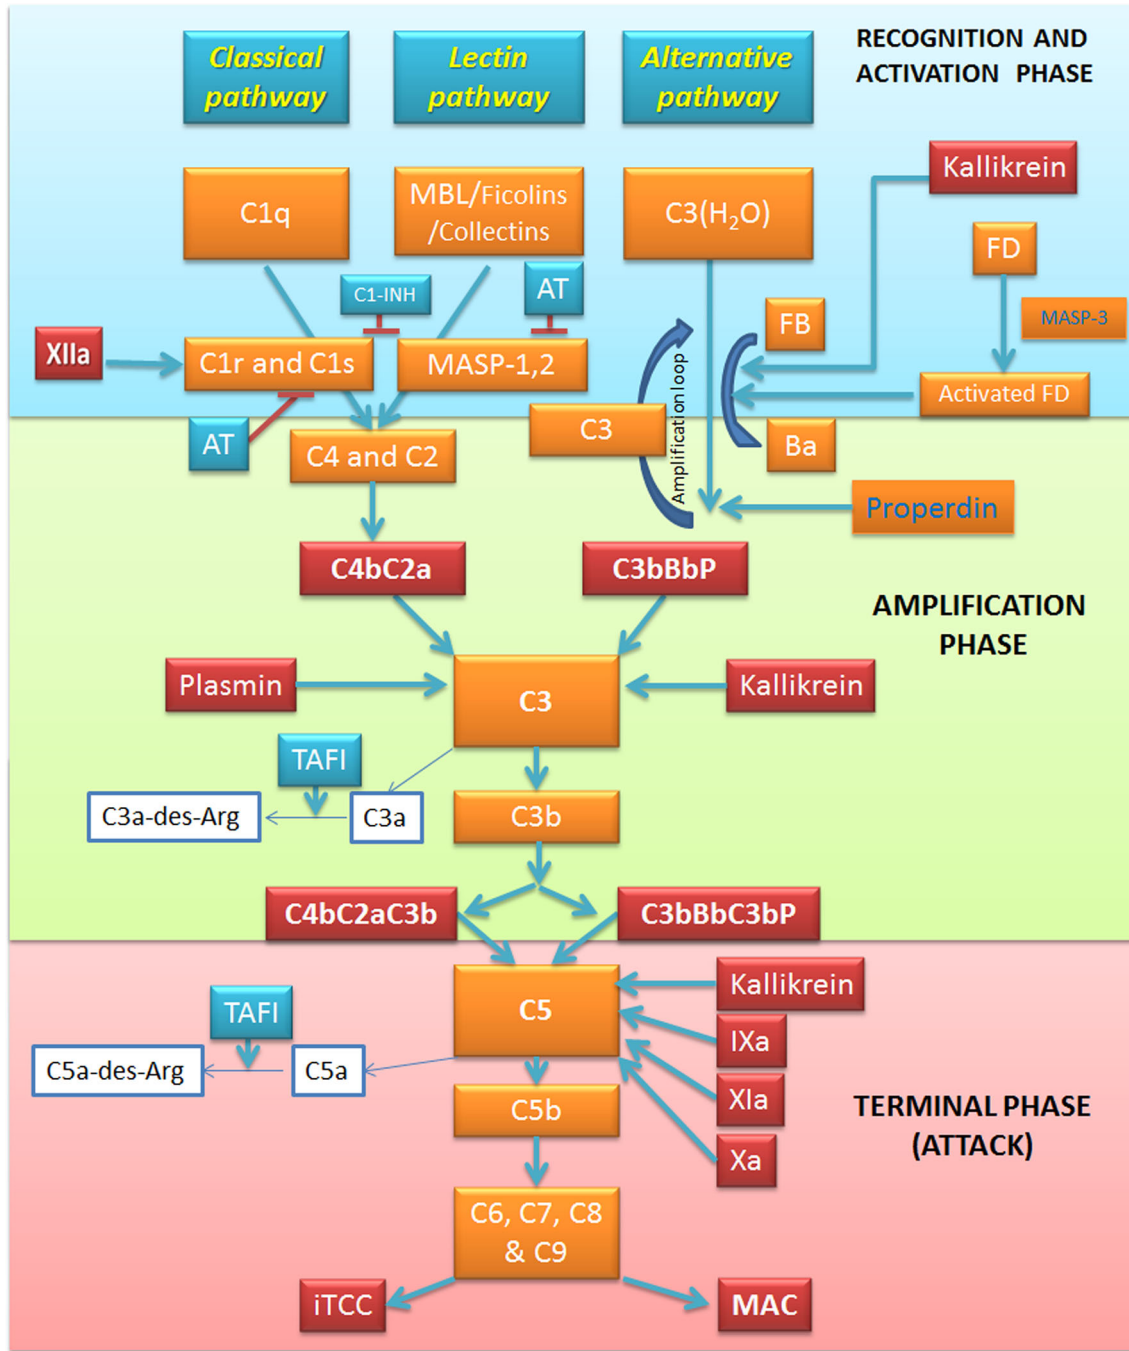 RECOGNITION AND
ACTIVATION PHASE
Classical
pathway
Lectin
pathway
Alternative
pathway
Kallikrein
C1q
MBL/Ficolins
/Collectins
C3(H₂O)
FD
C1-INH
AT
FB
MASP-3
XIIa
C1r and C1s
MASP-1,2
Activated FD
Amplification loop
C3
AT
C4 and C2
Ba
Properdin
C4bC2a
C3bBbP
AMPLIFICATION
PHASE
Plasmin
C3
Kallikrein
TAFI
C3a-des-Arg
C3a
C3b
C4bC2aC3b
C3bBbC3bP
C5
Kallikrein
TAFI
IXa
C5a-des-Arg
C5a
XIa
C5b
TERMINAL PHASE
(ATTACK)
Xa
C6, C7, C8
& C9
iTCC
MAC